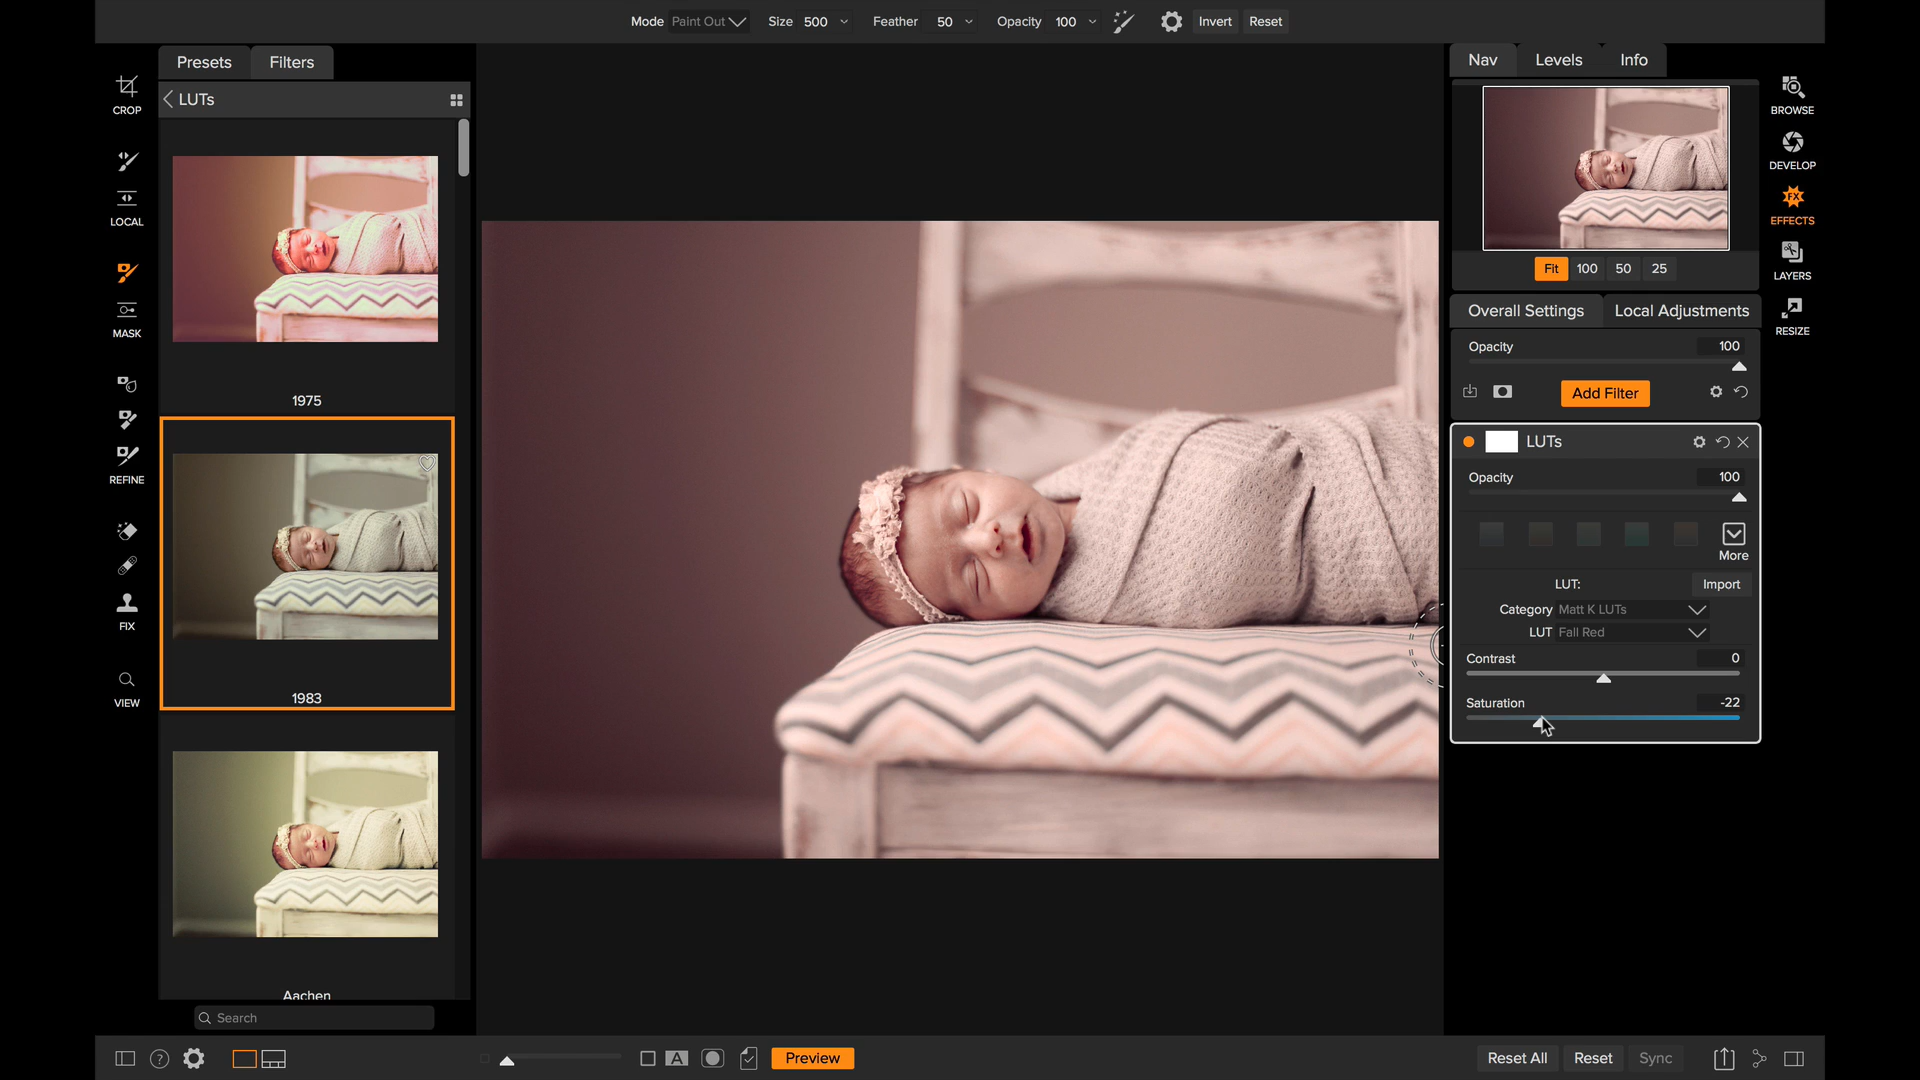 Mode Paint Out Size 500 Feather 50 Opacity 100 Invert Reset
Presets Filters
LUTs
CROP
LOCAL
MASK
REFINE
FIX
VIEW
1975
1983
Aachen
Search
Nav Levels Info
Fit 100 50 25
Overall Settings Local Adjustments
Opacity 100
Add Filter
LUTs
Opacity 100
More
LUT: Import
Category Matt K LUTs
LUT Fall Red
Contrast 0
Saturation -22
BROWSE
DEVELOP
FX
EFFECTS
LAYERS
RESIZE
? A Preview
Reset All Reset Sync